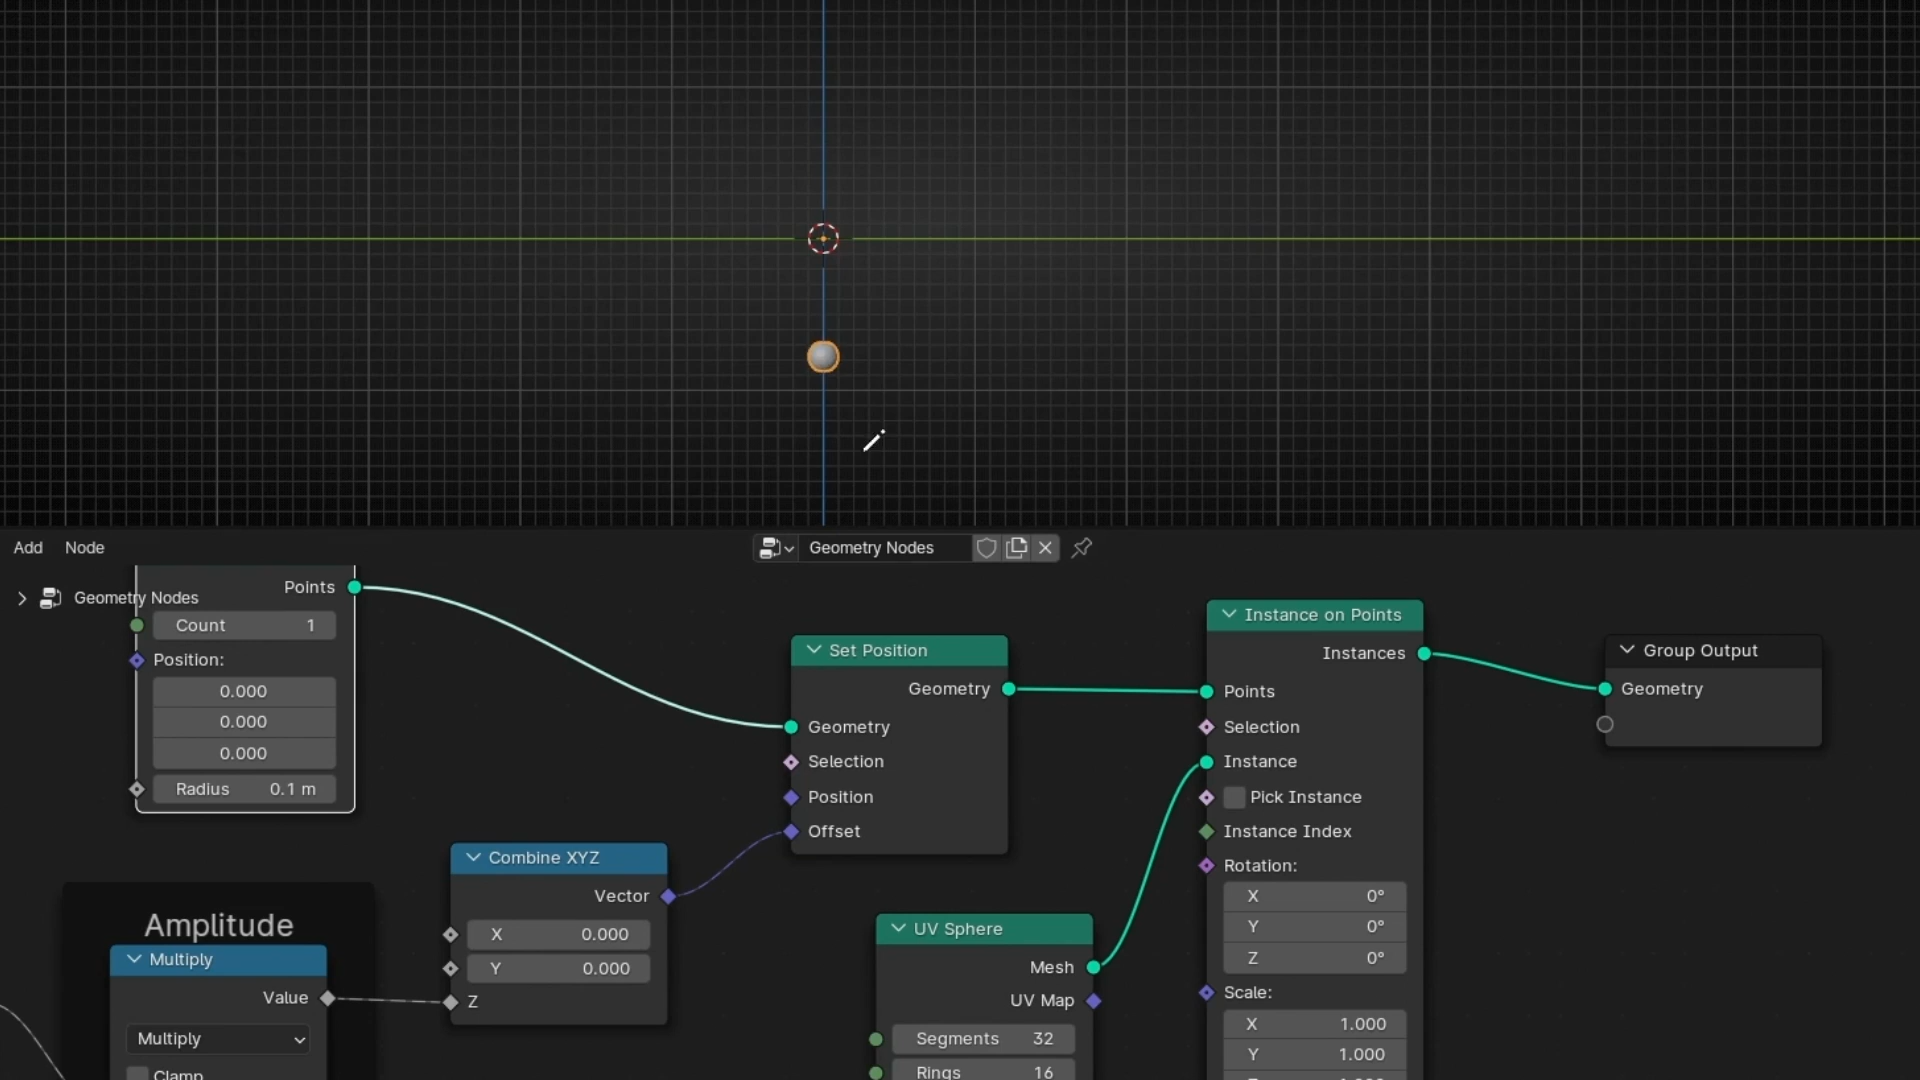 Add Node
Geometry Nodes
Geometry Nodes
Points
Count 1
Position:
0.000
0.000
0.000
Radius 0.1 m
Set Position
Geometry
Geometry
Selection
Position
Offset
Instance on Points
Instances
Points
Selection
Instance
Pick Instance
Instance Index
Rotation:
X 0°
Y 0°
Z 0°
Scale:
X 1.000
Y 1.000
Group Output
Geometry
Combine XYZ
Vector
X 0.000
Y 0.000
Z
Amplitude
Multiply
Value
Multiply
Clamp
UV Sphere
Mesh
UV Map
Segments 32
Rings 16